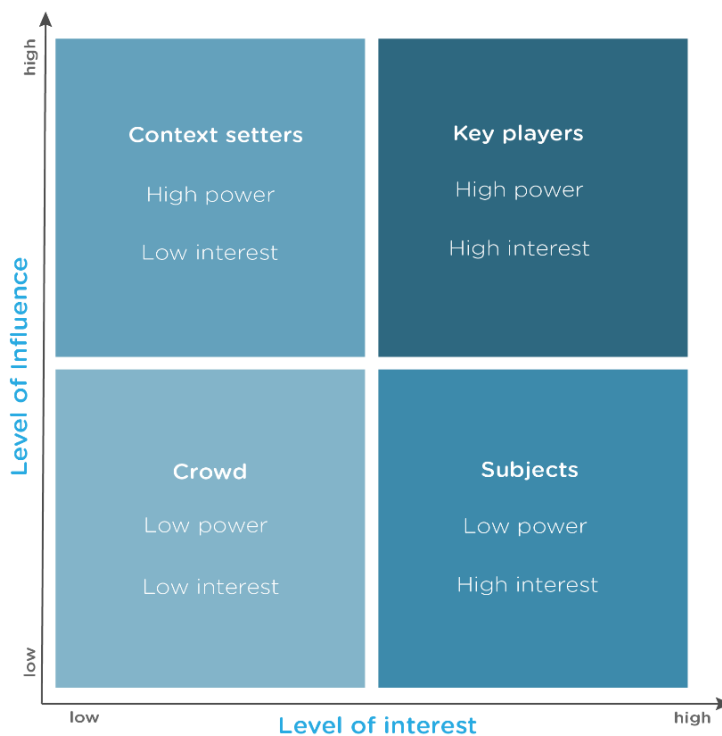 high
Context setters
High power
Low interest
Key players
High power
High interest
Level of Influence
Crowd
Low power
Low interest
Subjects
Low power
High interest
low
low
Level of interest
high